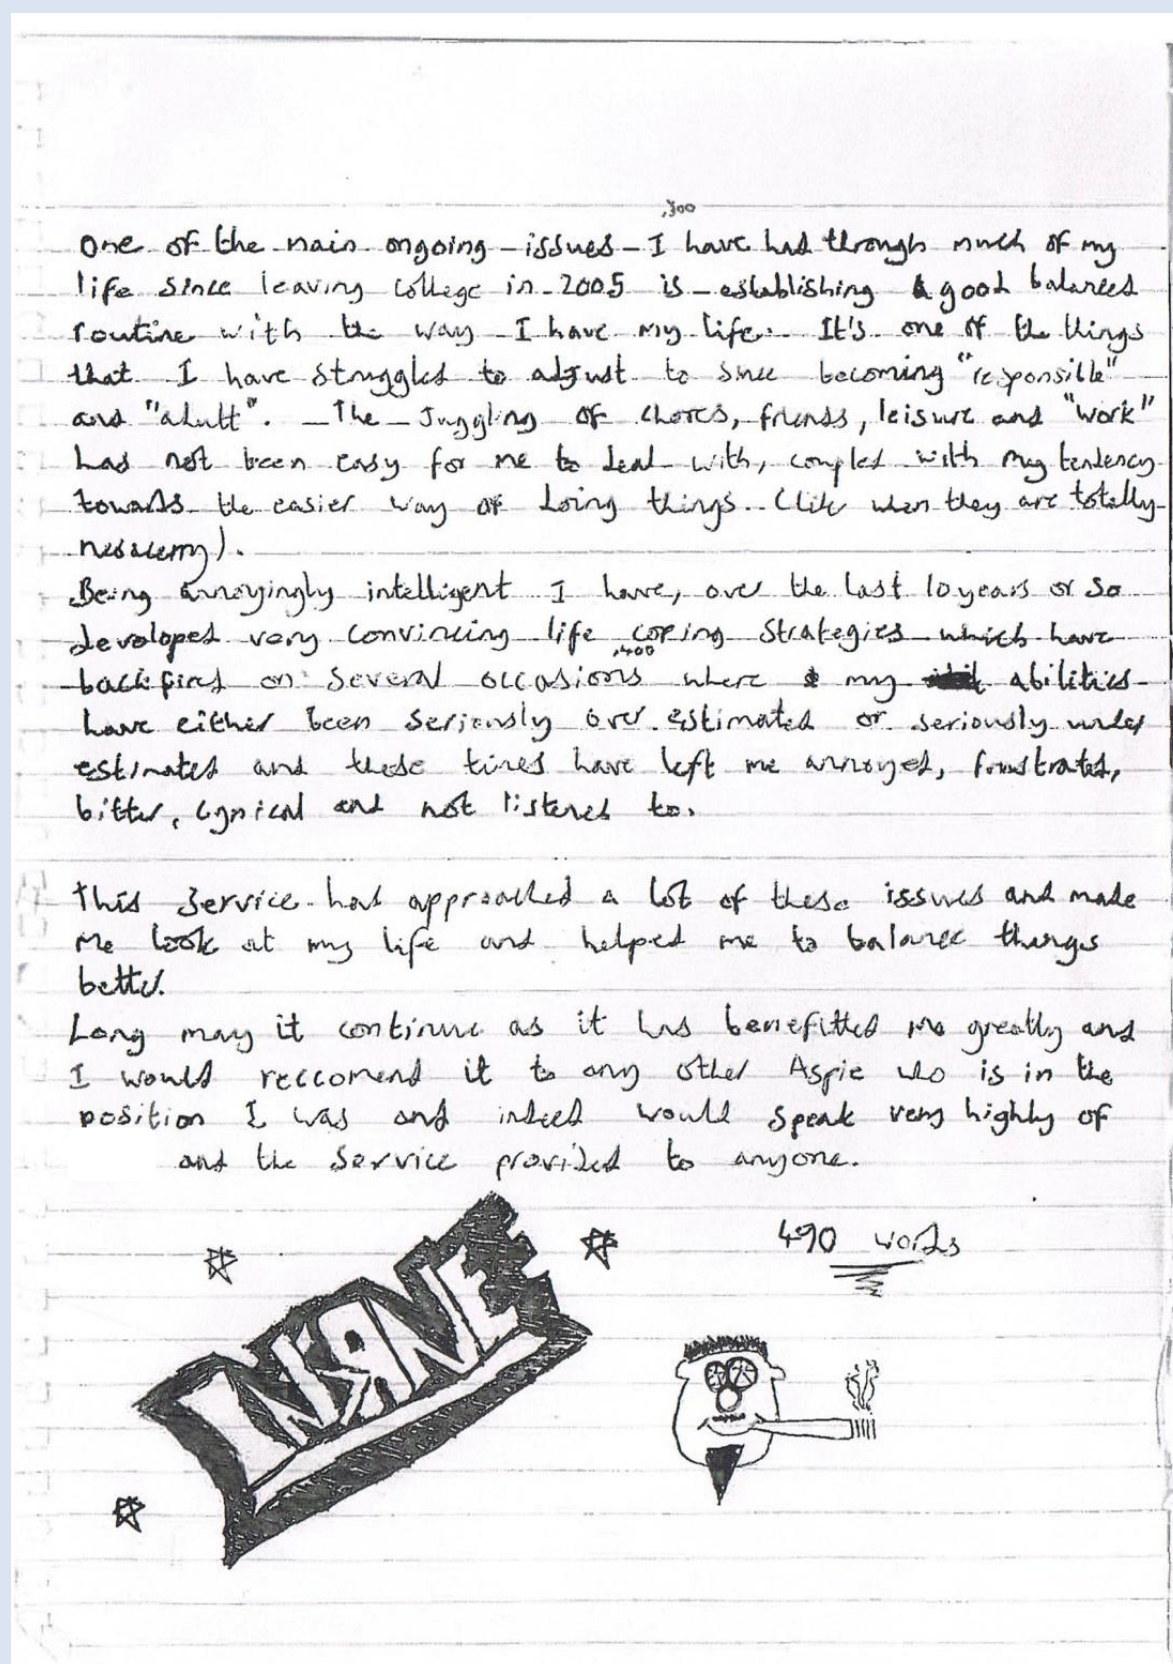 ,300
One of the main ongoing issues I have had through much of my
life since leaving college in 2005 is establishing a good balanced
routine with the way I have my life. It's one of the things
that I have struggled to adjust to since becoming "responsible"
and "adult". The juggling of chores, friends, leisure and "work"
has not been easy for me to deal with, coupled with my tendency
towards the easier way of doing things. (like when they are totally
).
Being annoyingly intelligent I have, over the last 10 years or so
developed very convincing life coping strategies which have
,400
backfired on several occasions where my abilities
have either been seriously over estimated or seriously under
estimated and these times have left me annoyed, frustrated,
bitter, cynical and not listened to.
This service has approached a lot of these issues and made
me look at my life and helped me to balance things
better.
Long may it continue as it has benefitted me greatly and
I would reccomend it to any other Aspie who is in the
position I was and indeed would speak very highly of
and the service provided to anyone.
490 words